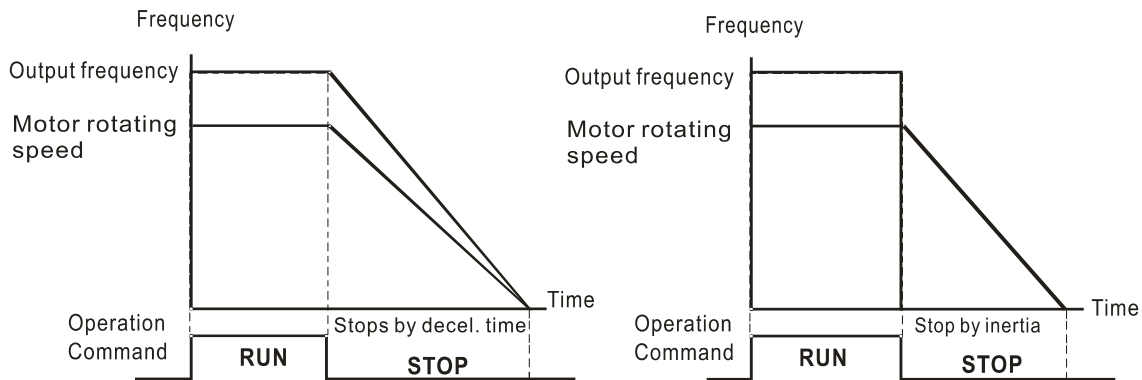 Frequency
Output frequency
Motor rotating
speed
Time
Operation
Command
Stops by decel. time
RUN
STOP
Frequency
Output frequency
Motor rotating
speed
Time
Operation
Command
Stop by inertia
RUN
STOP